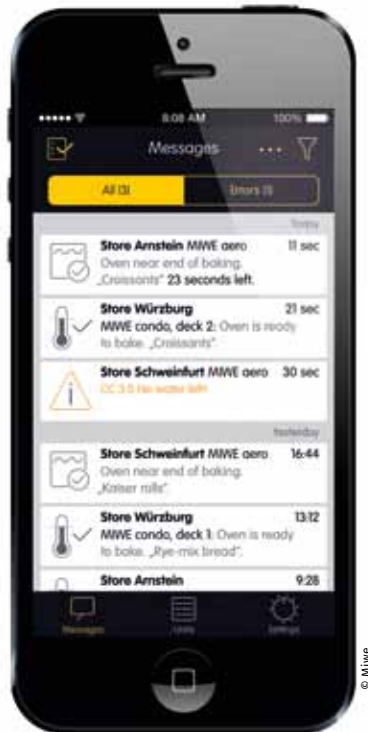 8:08 AM 100%
Messages
All (3) Errors (1)
Today
Store Arnstein MIWE aero 11 sec
Oven near end of baking.
„Croissants” 23 seconds left.
Store Würzburg 21 sec
MIWE condo, deck 2: Oven is ready
to bake. „Croissants”
Store Schweinfurt MIWE aero 30 sec
CC 3.5 No water left!
Yesterday
Store Schweinfurt MIWE aero 16:44
Oven near end of baking.
„Kaiser rolls”.
Store Würzburg 13:12
MIWE condo, deck 1: Oven is ready
to bake. „Rye-mix bread”.
Store Arnstein 9:28
Messages Units Settings
© Miwe